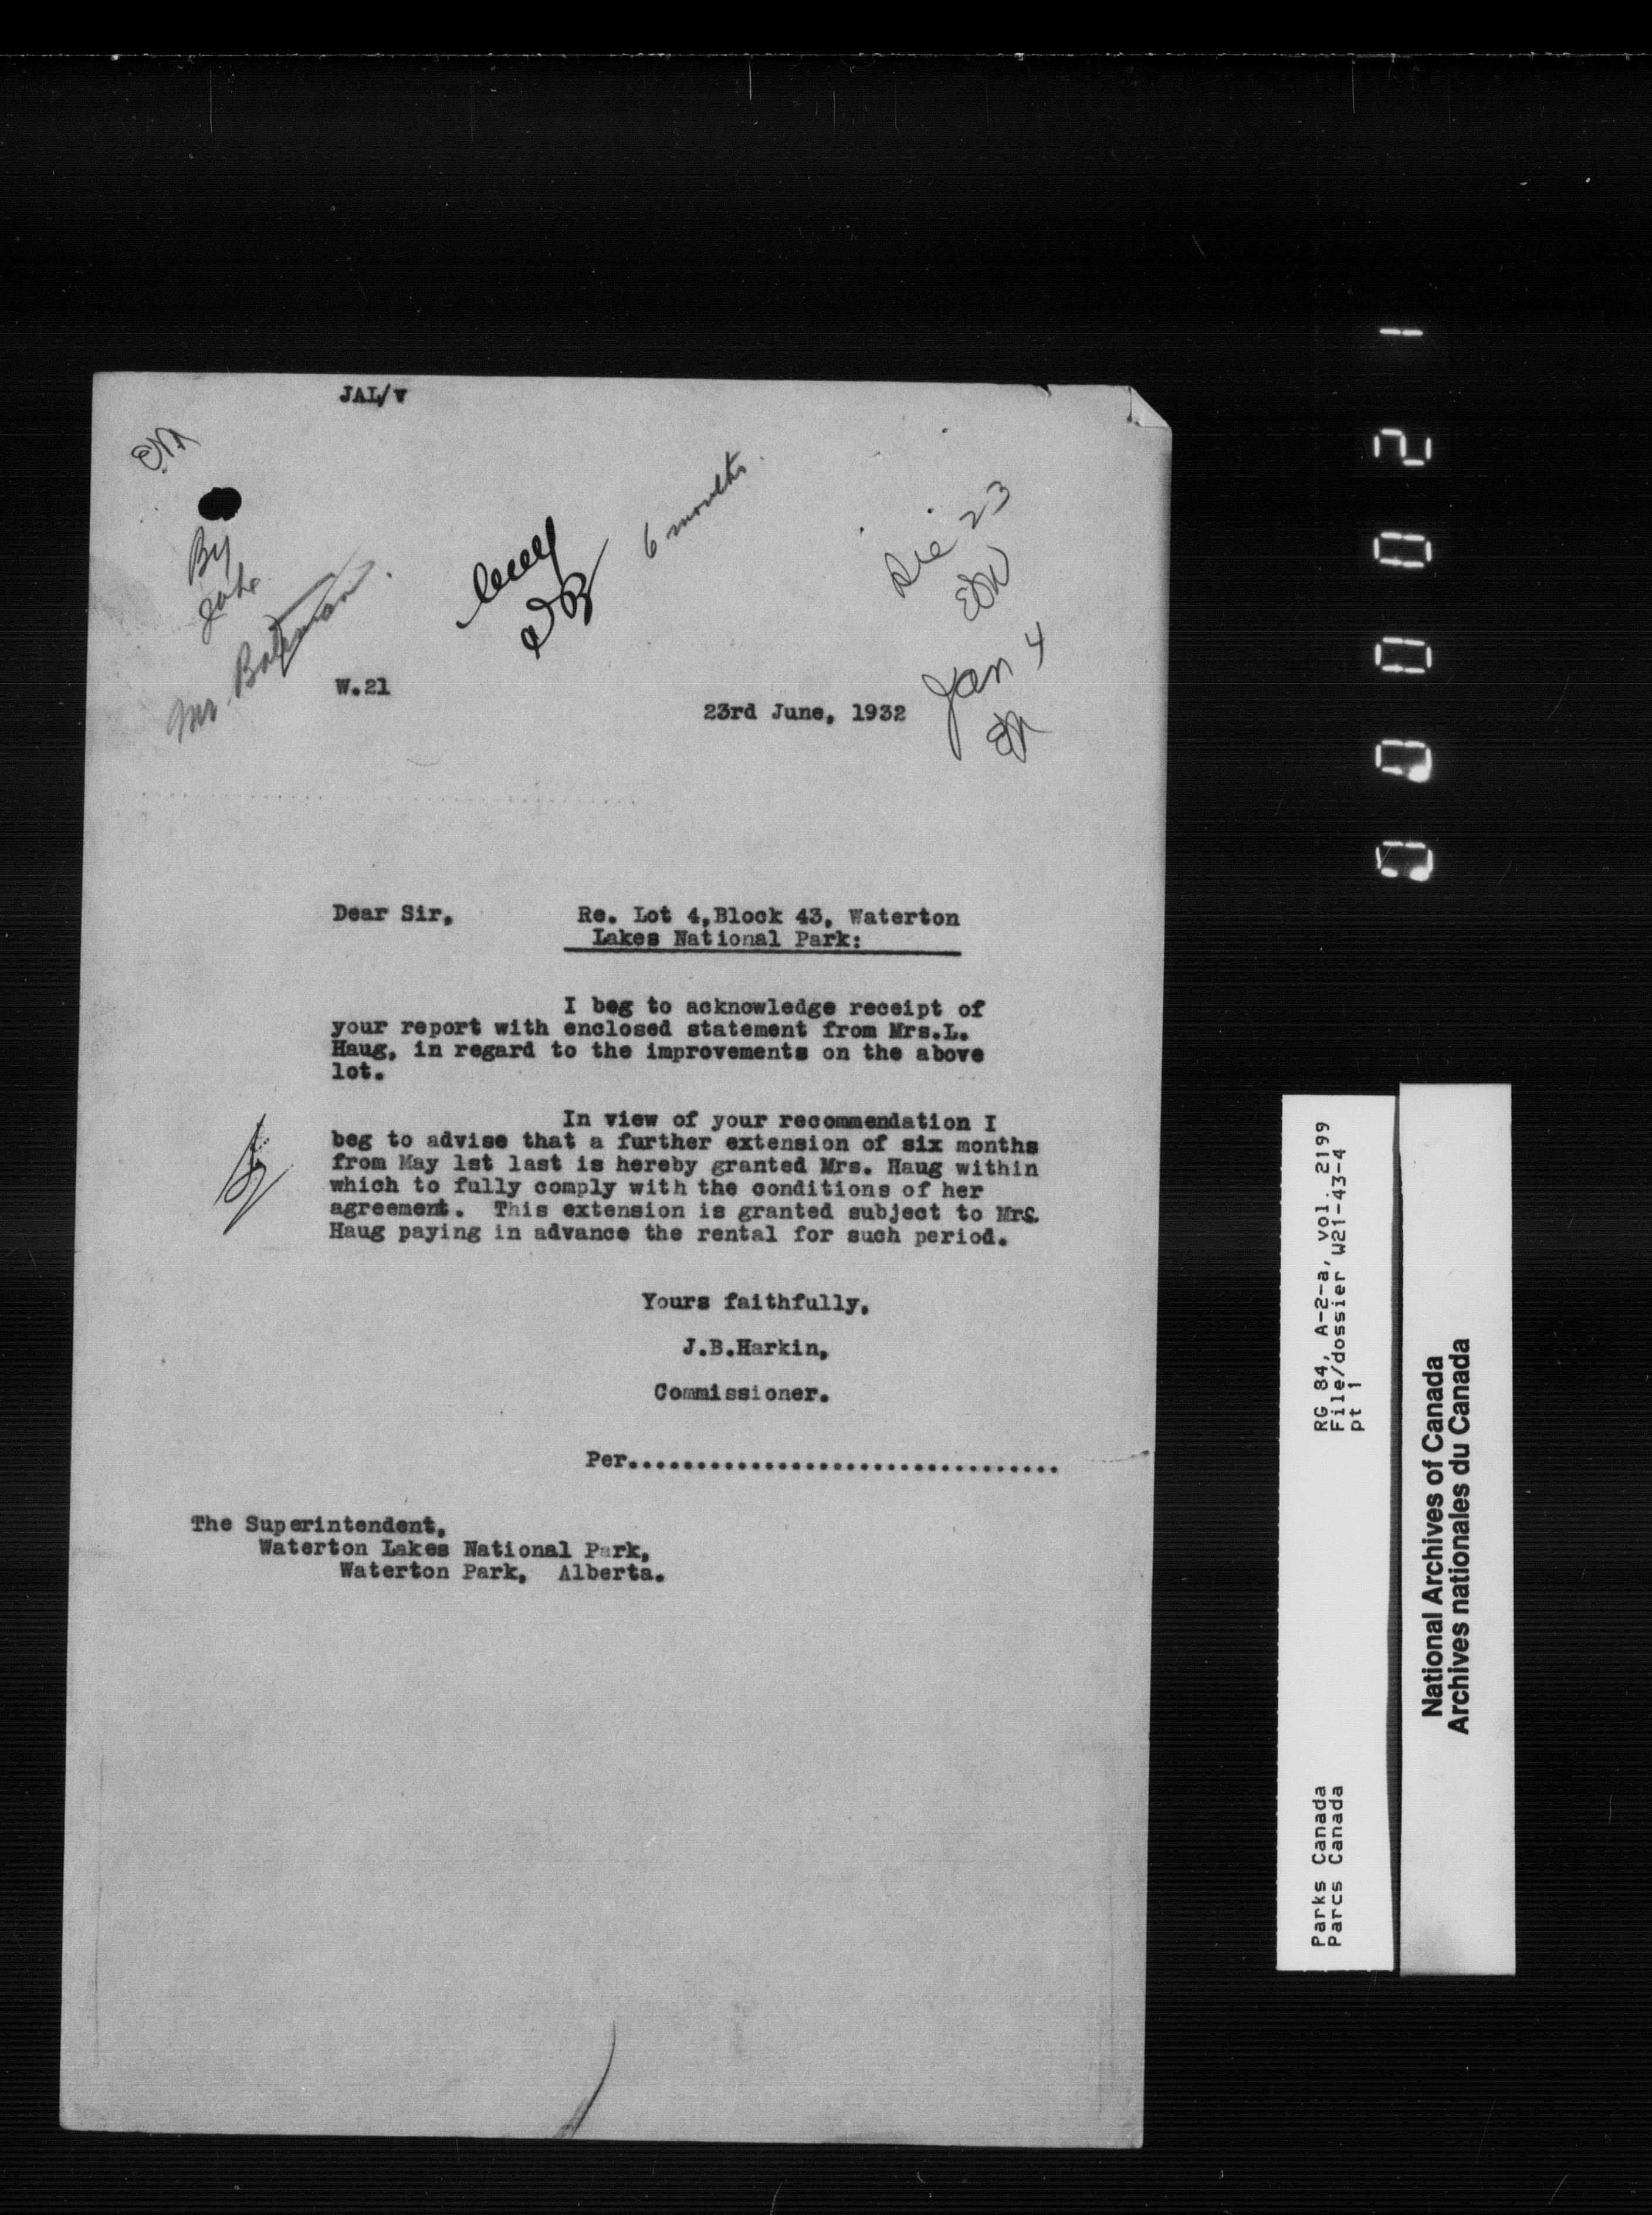 JAL/v
6 months
23
By
Mr. Bateman
Jan 4
W.21
23rd June, 1932
Dear Sir,
Re. Lot 4,Block 43, Waterton
Lakes National Park:
I beg to acknowledge receipt of
your report with enclosed statement from Mrs.L.
Haug, in regard to the improvements on the above
lot.
In view of your recommendation I
beg to advise that a further extension of six months
from May 1st last is hereby granted Mrs. Haug within
which to fully comply with the conditions of her
agreement. This extension is granted subject to Mrs.
Haug paying in advance the rental for such period.
Yours faithfully,
J.B.Harkin,
Commissioner.
Per................................
The Superintendent,
Waterton Lakes National Park,
Waterton Park, Alberta.
Parks Canada
Parcs Canada
RG 84, A-2-a, vol. 2199
File/dossier W21-43-4
pt 1
National Archives of Canada
Archives nationales du Canada